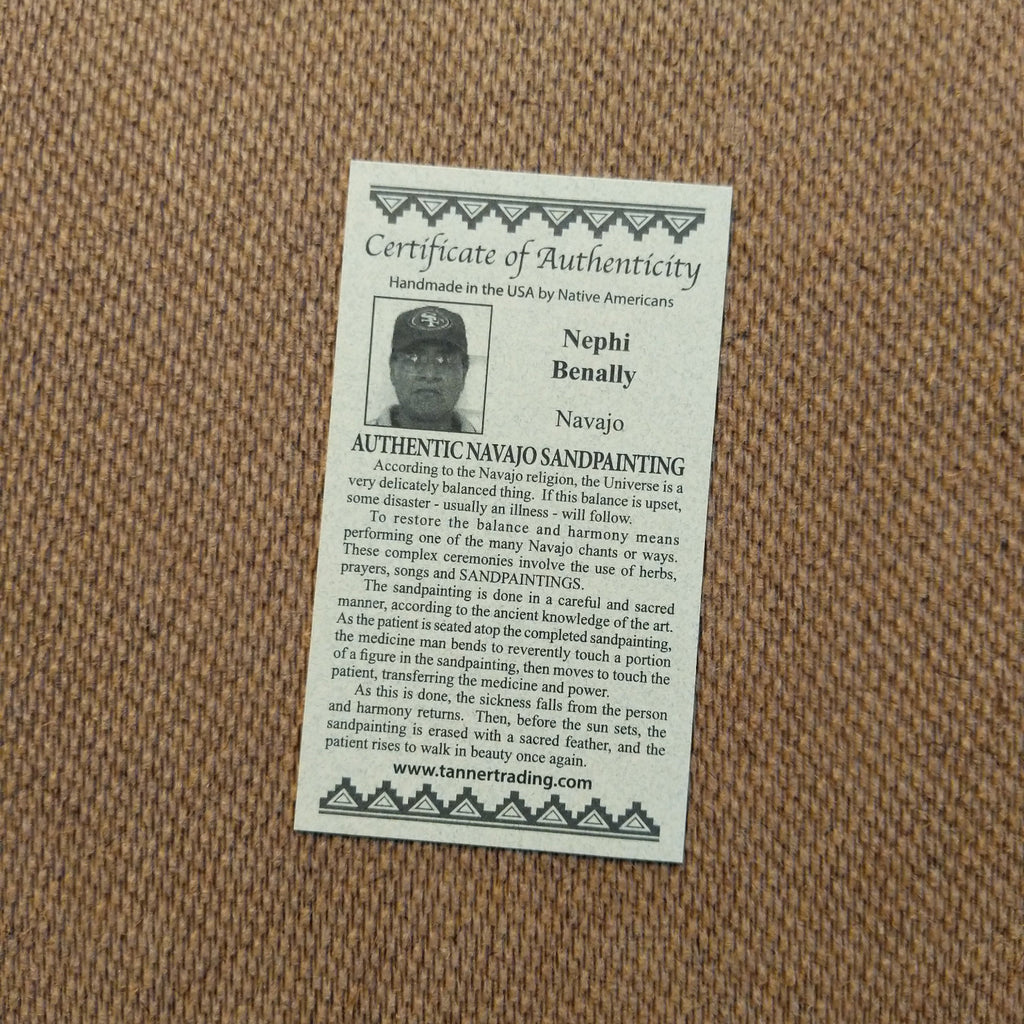 Certificate of Authenticity
Handmade in the USA by Native Americans
SF
Nephi
Benally
Navajo
AUTHENTIC NAVAJO SANDPAINTING
According to the Navajo religion, the Universe is a
very delicately balanced thing. If this balance is upset,
some disaster - usually an illness - will follow.
To restore the balance and harmony means
performing one of the many Navajo chants or ways.
These complex ceremonies involve the use of herbs,
prayers, songs and SANDPAINTINGS.
The sandpainting is done in a careful and sacred
manner, according to the ancient knowledge of the art.
As the patient is seated atop the completed sandpainting,
the medicine man bends to reverently touch a portion
of a figure in the sandpainting, then moves to touch the
patient, transferring the medicine and power.
As this is done, the sickness falls from the person
and harmony returns. Then, before the sun sets, the
sandpainting is erased with a sacred feather, and the
patient rises to walk in beauty once again.
www.tannertrading.com